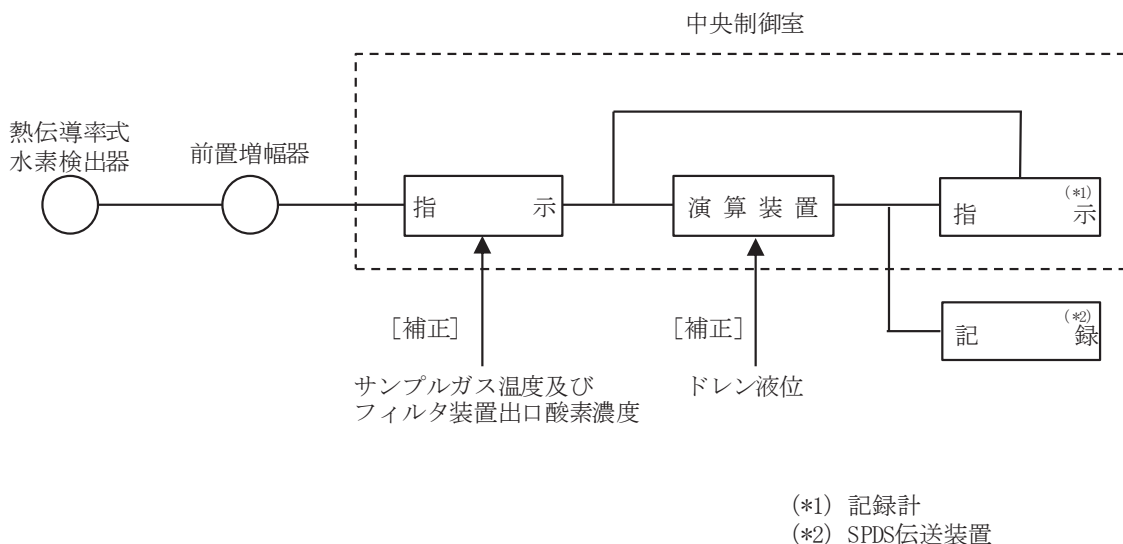 中央制御室
熱伝導率式
水素検出器
前置増幅器
指　　示
演算装置
(*1)
指　　示
(*2)
記　　録
［補正］
［補正］
サンプルガス温度及び
フィルタ装置出口酸素濃度
ドレン液位
(*1) 記録計
(*2) SPDS伝送装置